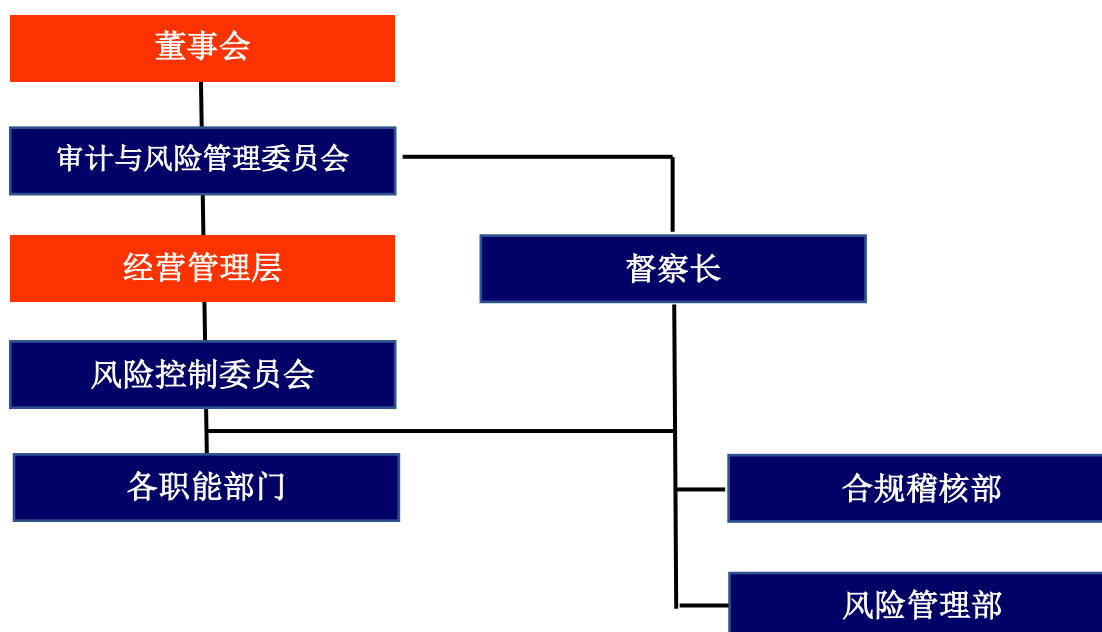 董事会
审计与风险管理委员会
经营管理层
督察长
风险控制委员会
各职能部门
合规稽核部
风险管理部